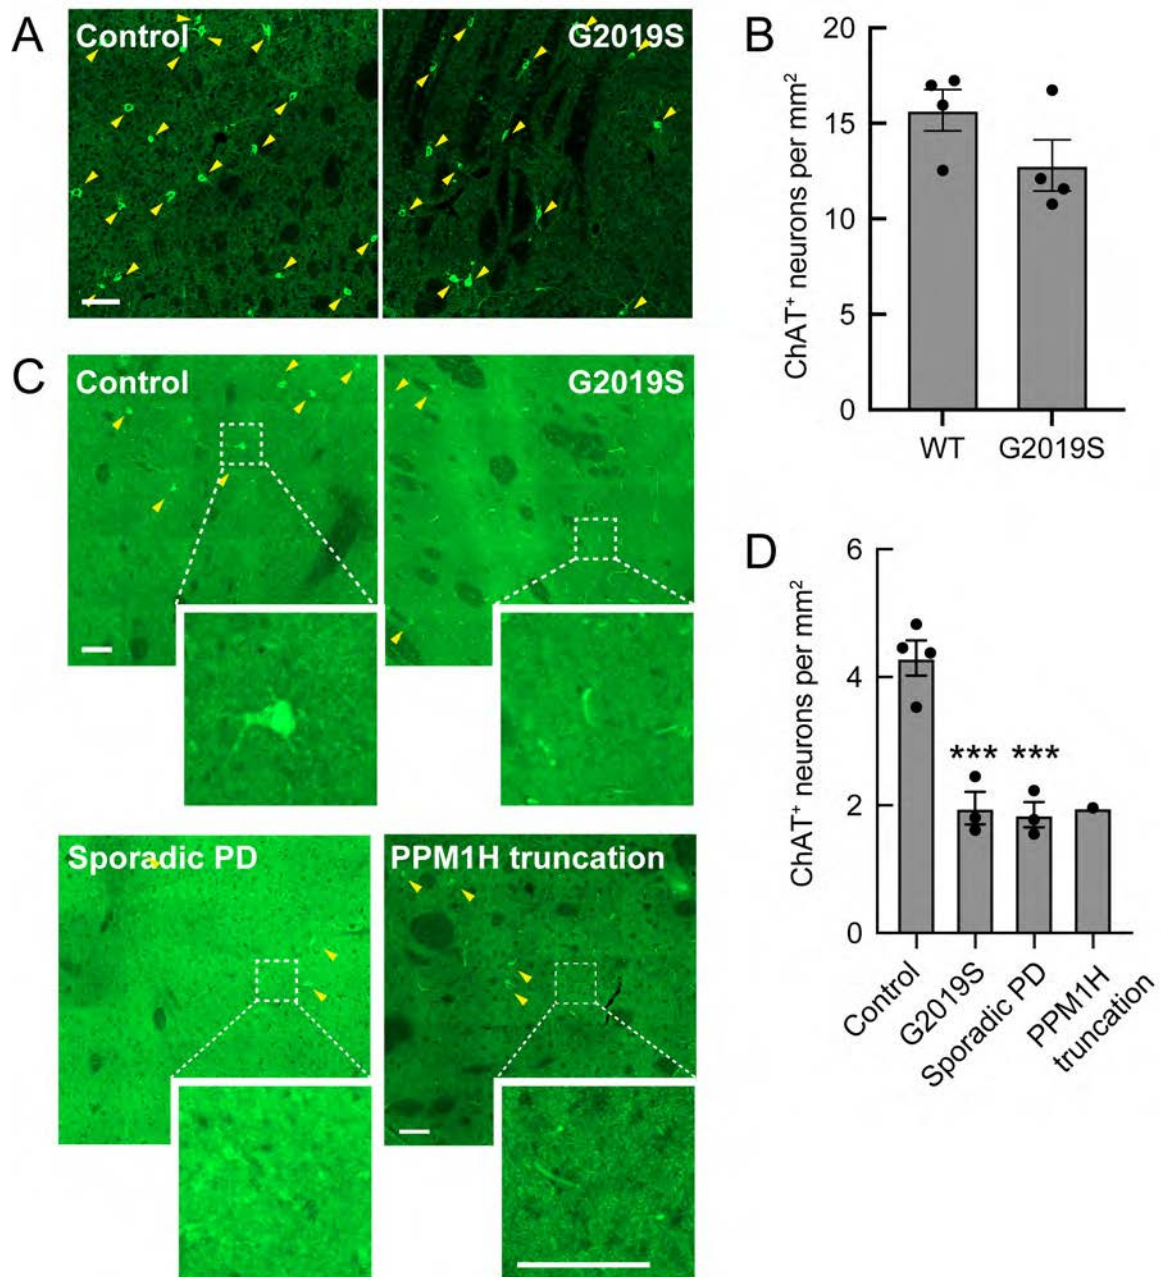 A
Control
G2019S
B
ChAT⁺ neurons per mm²
20
15
10
5
0
WT
G2019S
C
Control
G2019S
Sporadic PD
PPM1H truncation
D
ChAT⁺ neurons per mm²
6
4
2
0
***
***
Control
G2019S
Sporadic PD
PPM1H
truncation